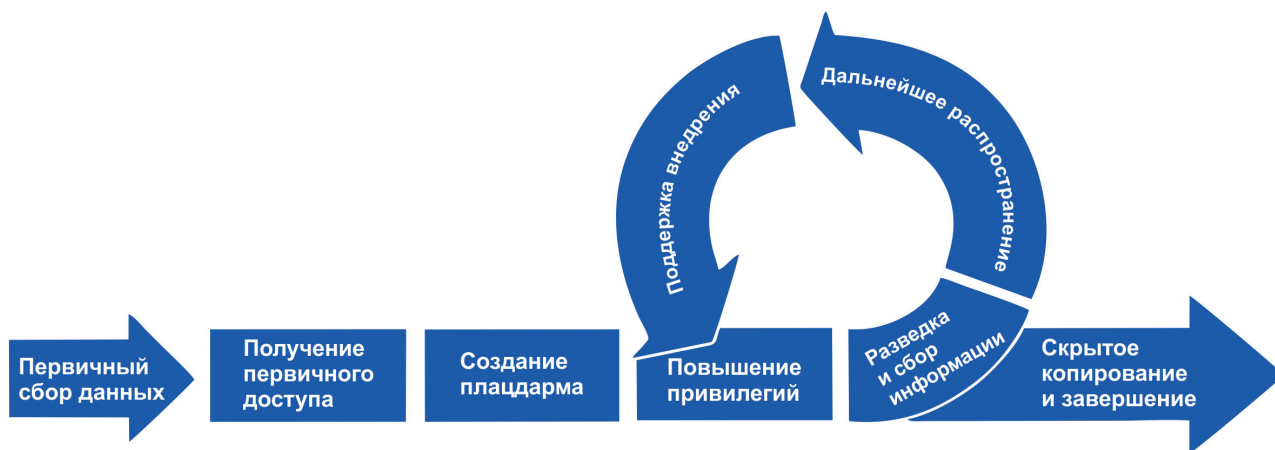 Первичный
сбор данных
Получение
первичного
доступа
Создание
плацдарма
Повышение
привилегий
Разведка
и сбор
информации
Дальнейшее распространение
Поддержка внедрения
Скрытое
копирование
и завершение